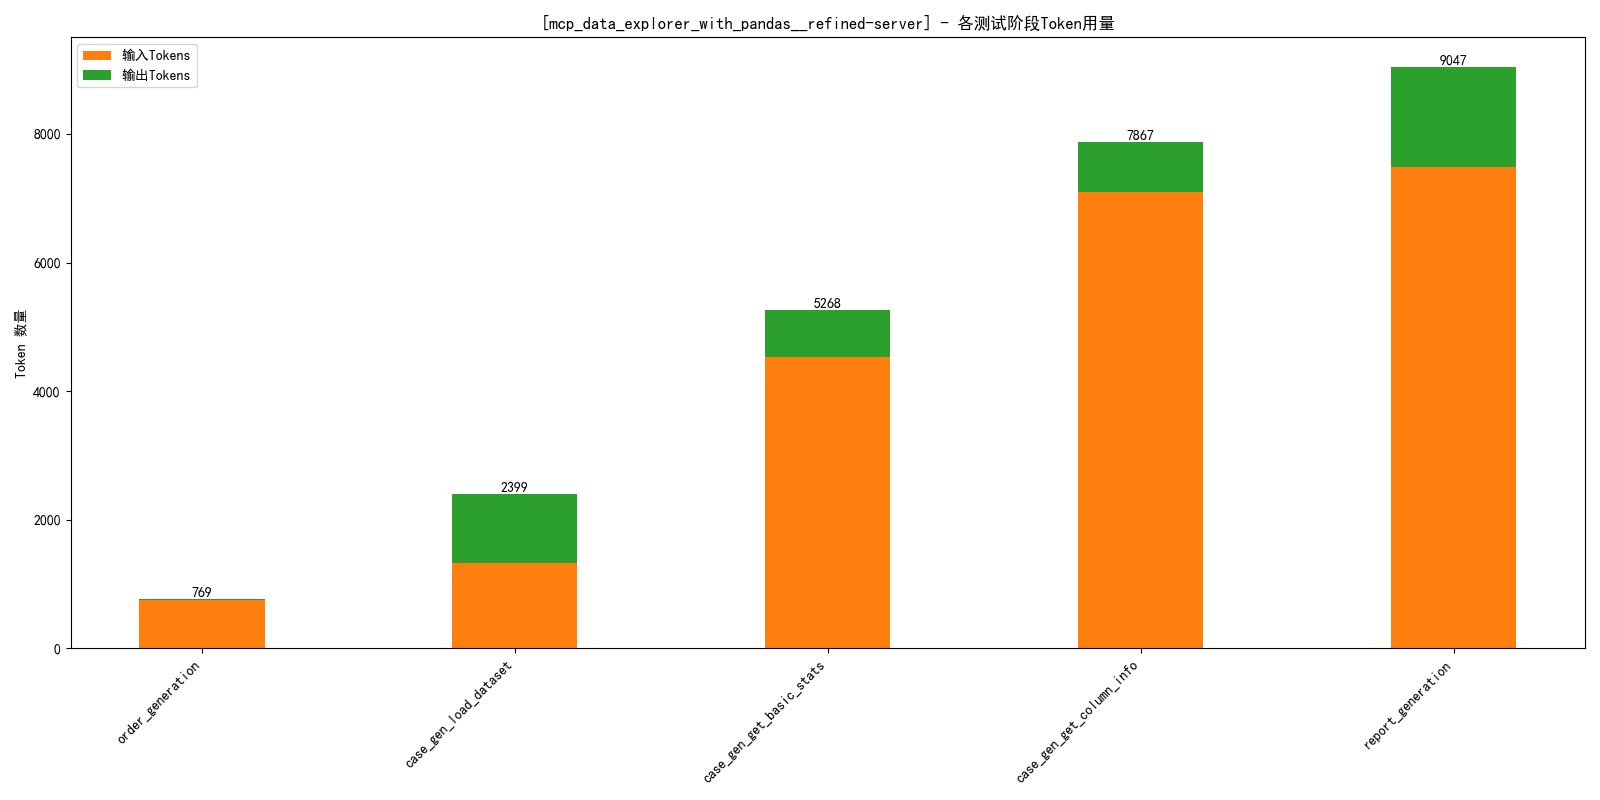 [mcp_data_explorer_with_pandas__refined-server] - 各测试阶段Token用量
输入Tokens
输出Tokens
Token 数量
8000
6000
4000
2000
0
769
2399
5268
7867
9047
order_generation
case_gen_load_dataset
case_gen_get_basic_stats
case_gen_get_column_info
report_generation